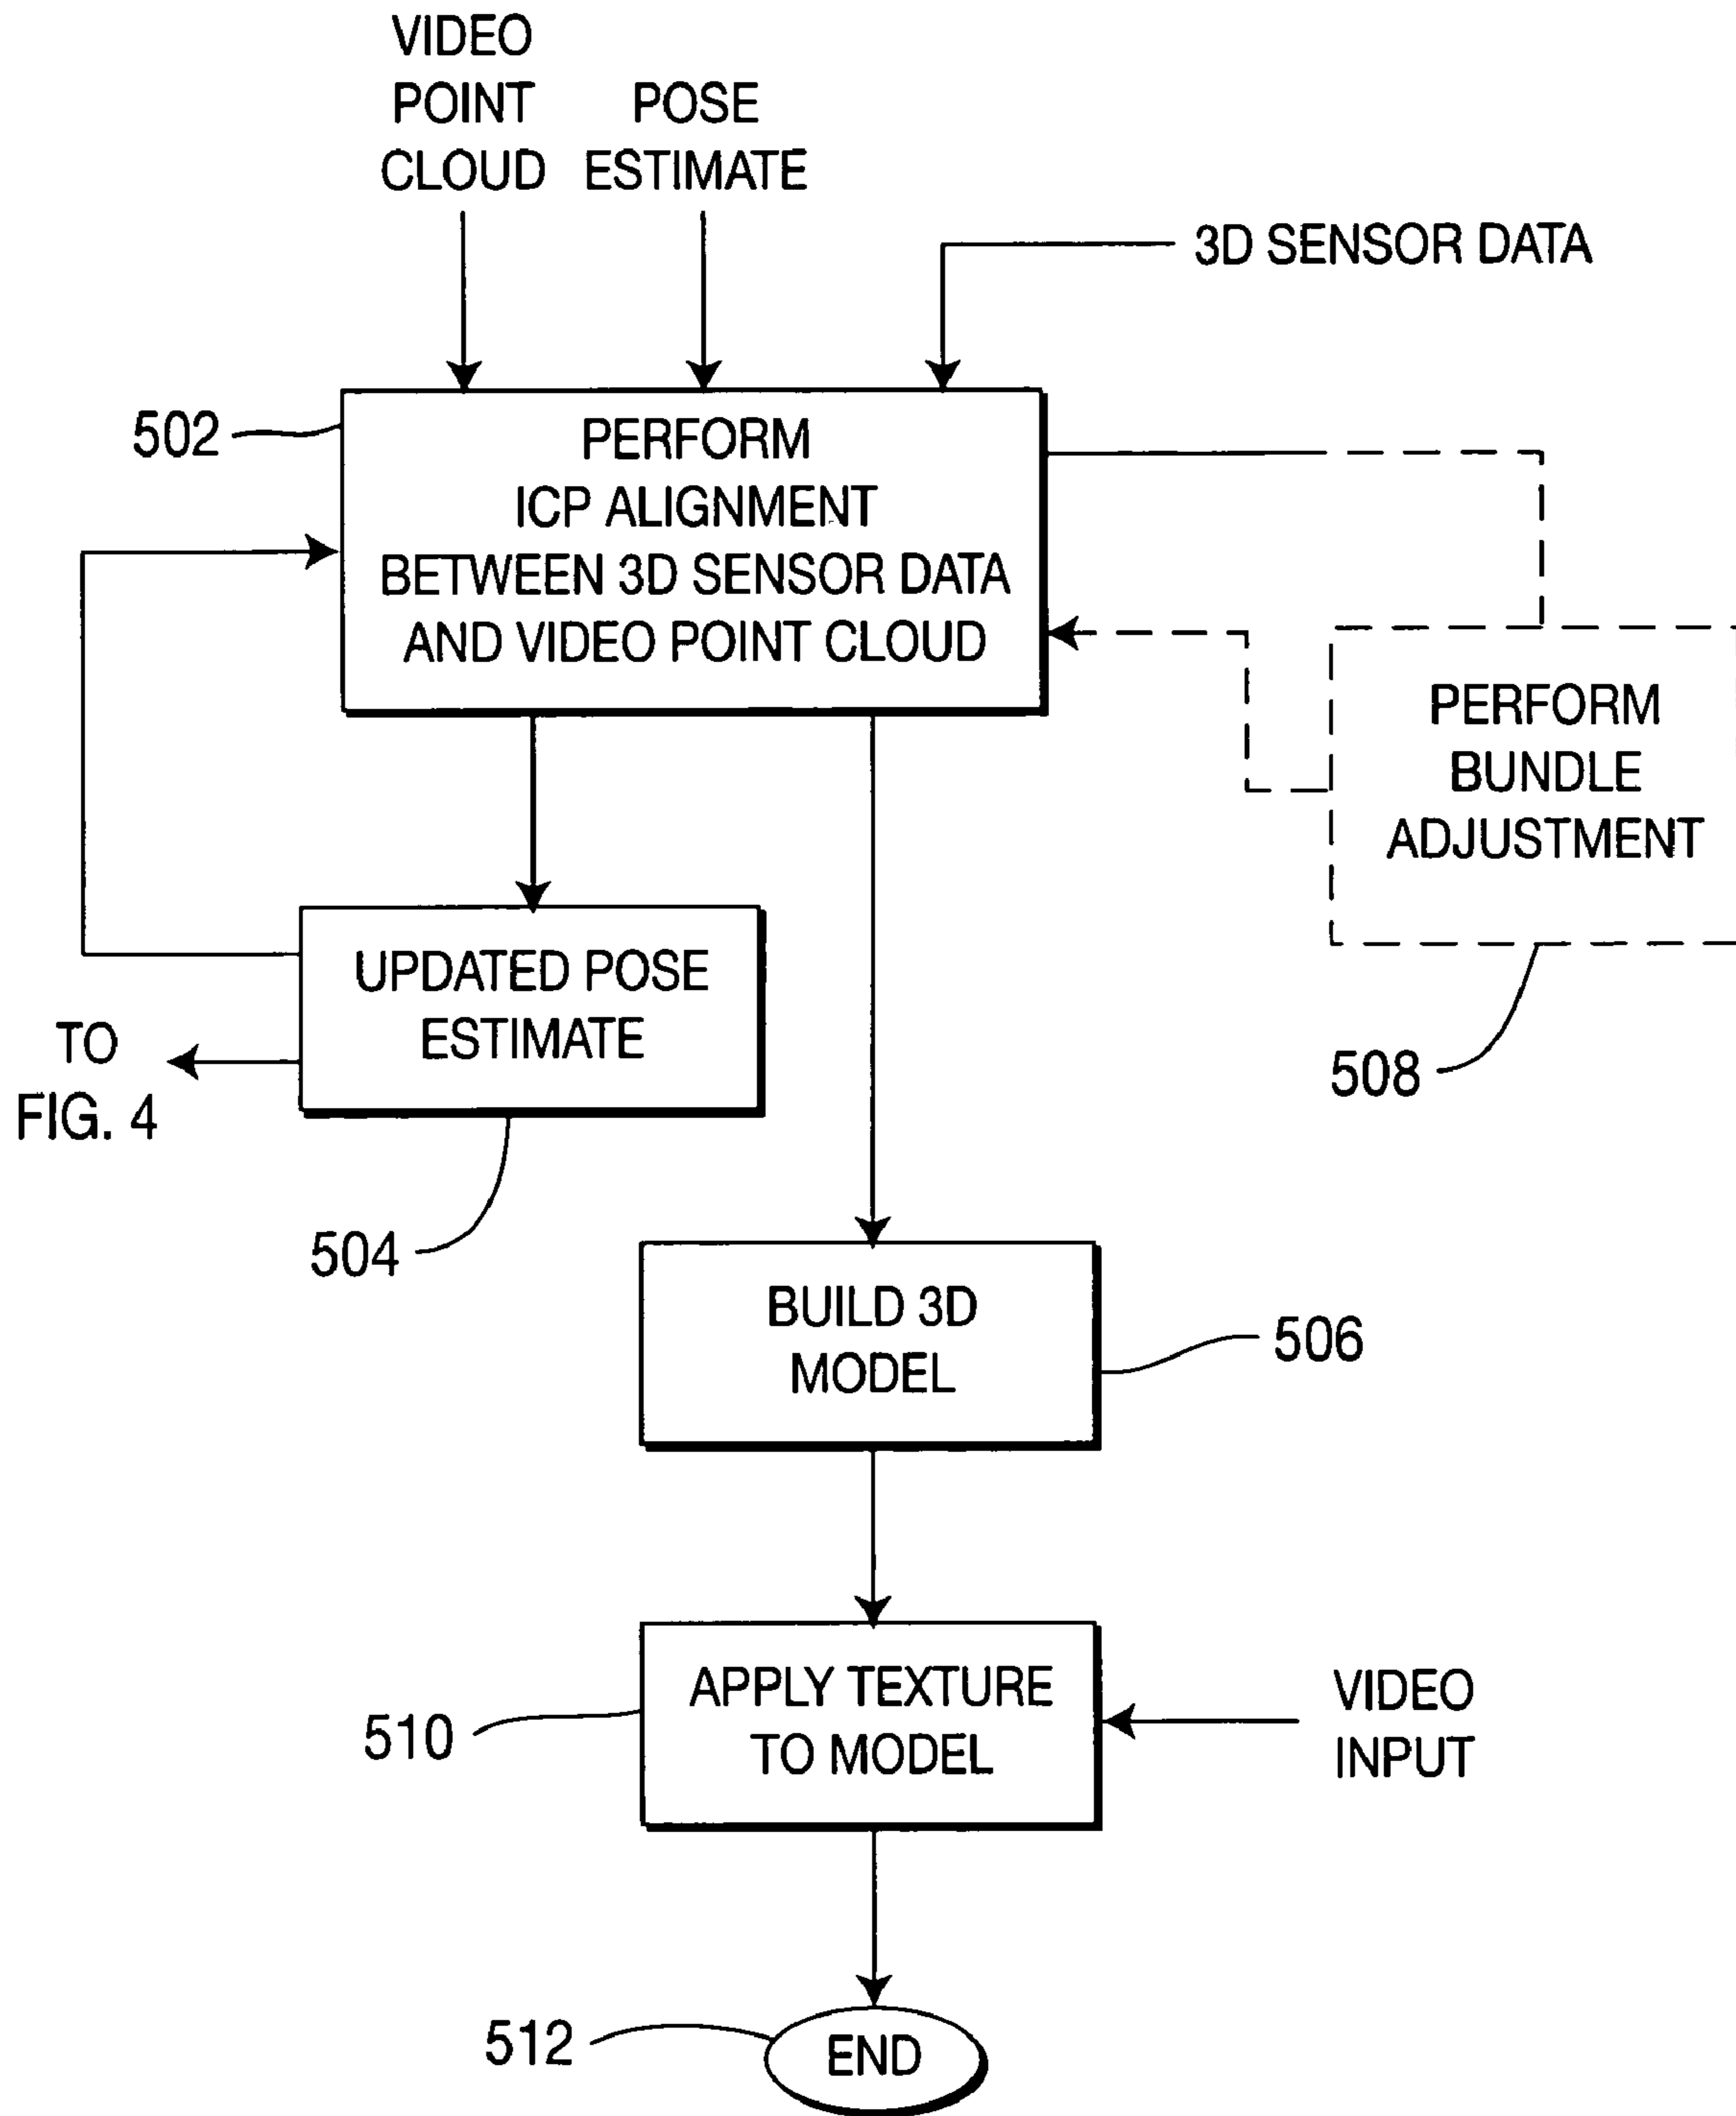 VIDEO
POINT
CLOUD
POSE
ESTIMATE
3D SENSOR DATA
502
PERFORM
ICP ALIGNMENT
BETWEEN 3D SENSOR DATA
AND VIDEO POINT CLOUD
PERFORM
BUNDLE
ADJUSTMENT
508
UPDATED POSE
ESTIMATE
TO
FIG. 4
504
BUILD 3D
MODEL
506
APPLY TEXTURE
TO MODEL
510
VIDEO
INPUT
512
END